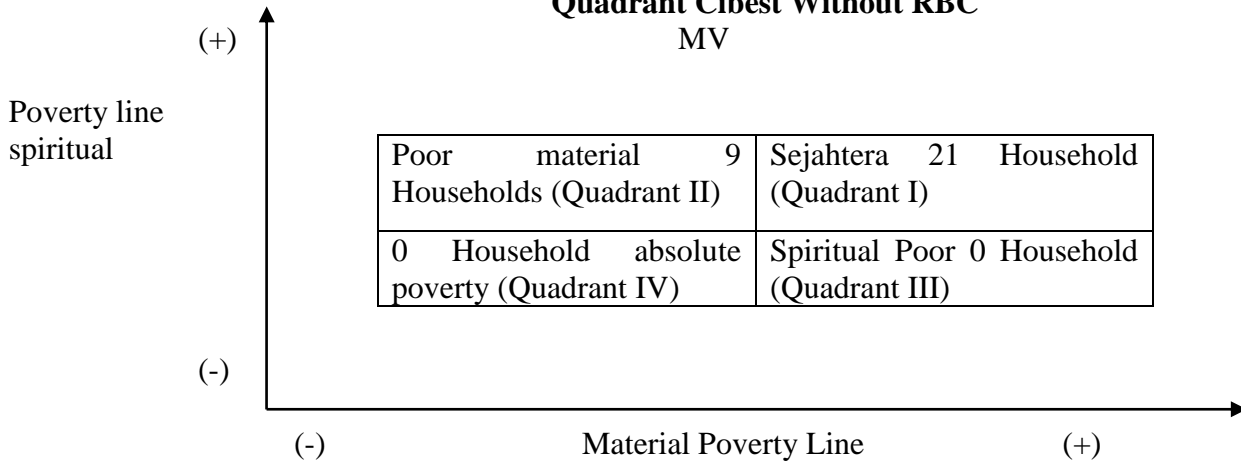 Quadrant Cibest Without RBC
(+)
MV
Poverty line
spiritual
Poor material 9
Households (Quadrant II)
Sejahtera 21 Household
(Quadrant I)
0 Household absolute
poverty (Quadrant IV)
Spiritual Poor 0 Household
(Quadrant III)
(-)
(-)
Material Poverty Line
(+)